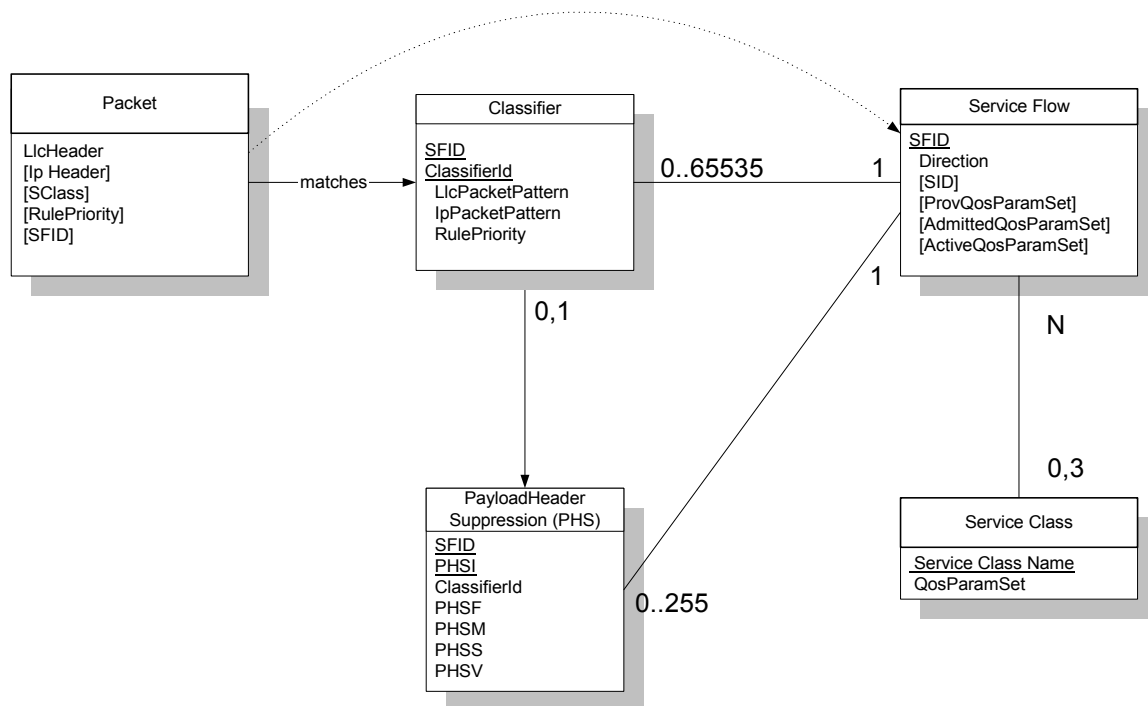 Packet
LlcHeader
[Ip Header]
[SClass]
[RulePriority]
[SFID]
matches
Classifier
SFID
ClassifierId
LlcPacketPattern
IpPacketPattern
RulePriority
0..65535
1
Service Flow
SFID
Direction
[SID]
[ProvQosParamSet]
[AdmittedQosParamSet]
[ActiveQosParamSet]
0,1
1
N
0,3
PayloadHeader
Suppression (PHS)
SFID
PHSI
ClassifierId
PHSF
PHSM
PHSS
PHSV
0..255
Service Class
Service Class Name
QosParamSet